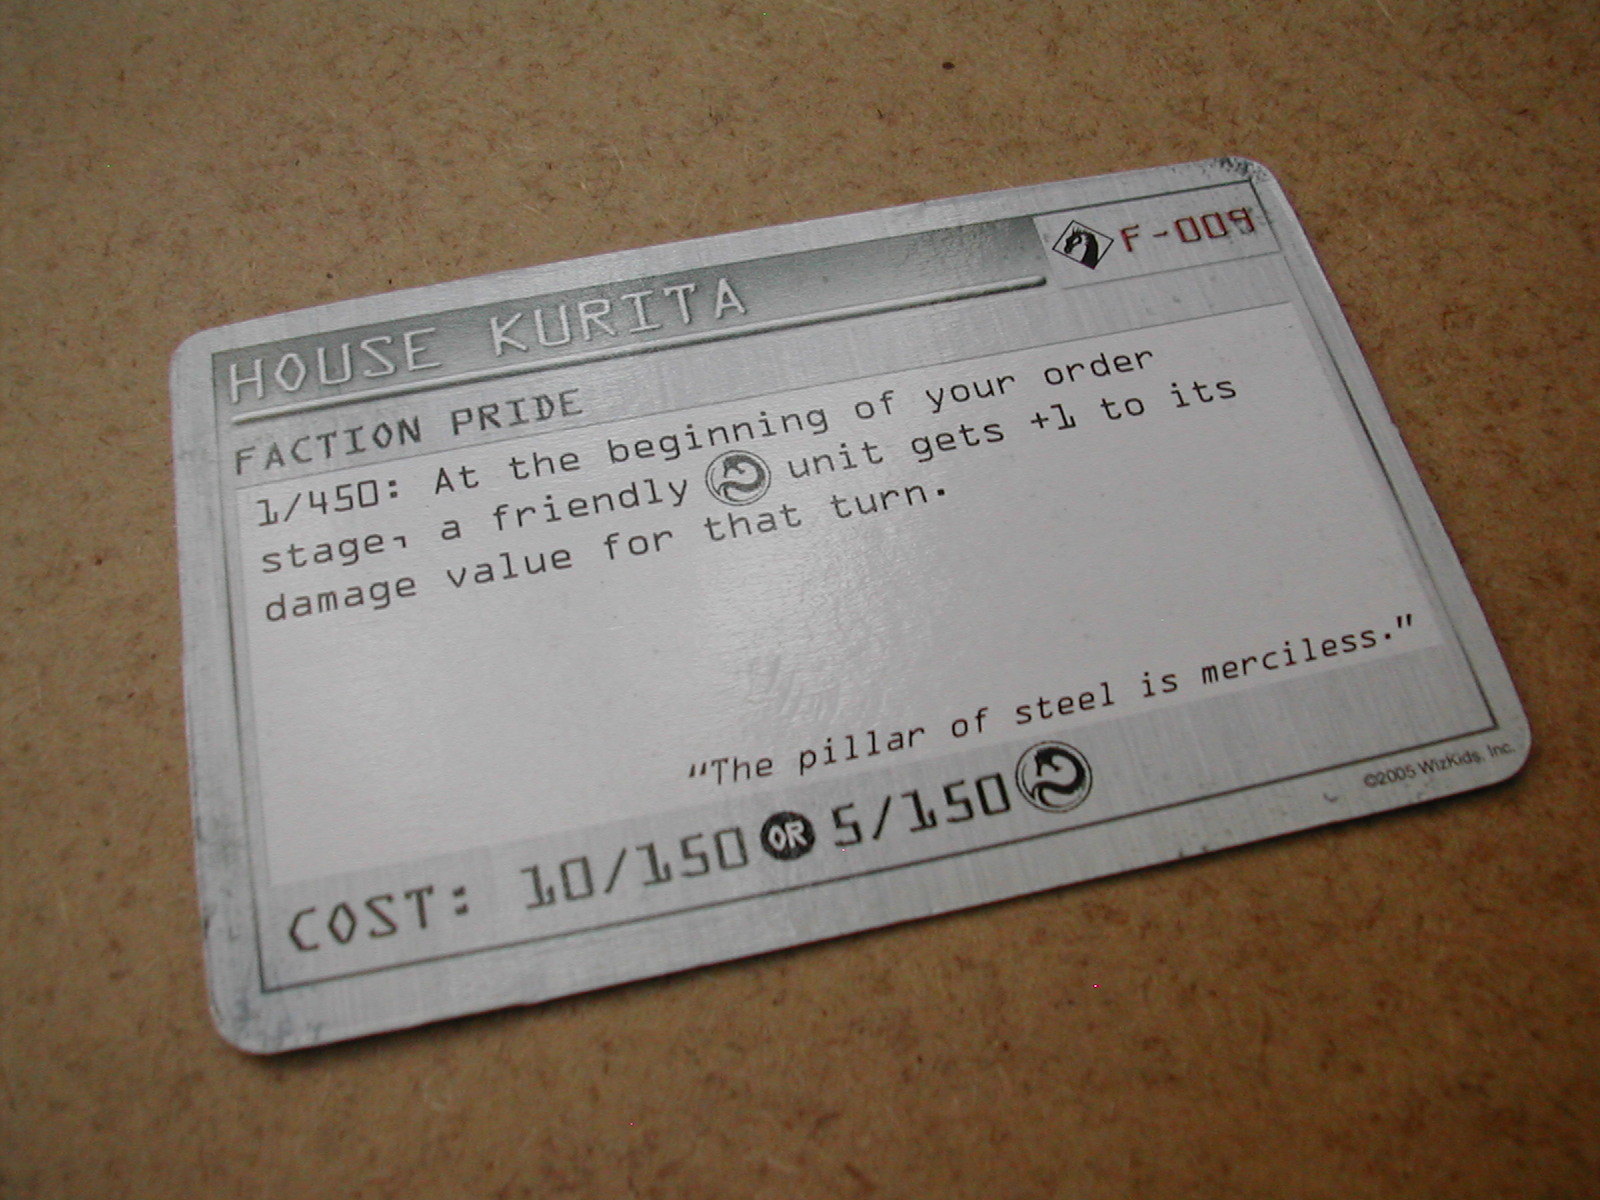 HOUSE KURITA
F-009
FACTION PRIDE
1/450: At the beginning of your order
stage, a friendly unit gets +1 to its
damage value for that turn.
"The pillar of steel is merciless."
COST: 10/150 OR 5/150
©2005 WizKids, Inc.